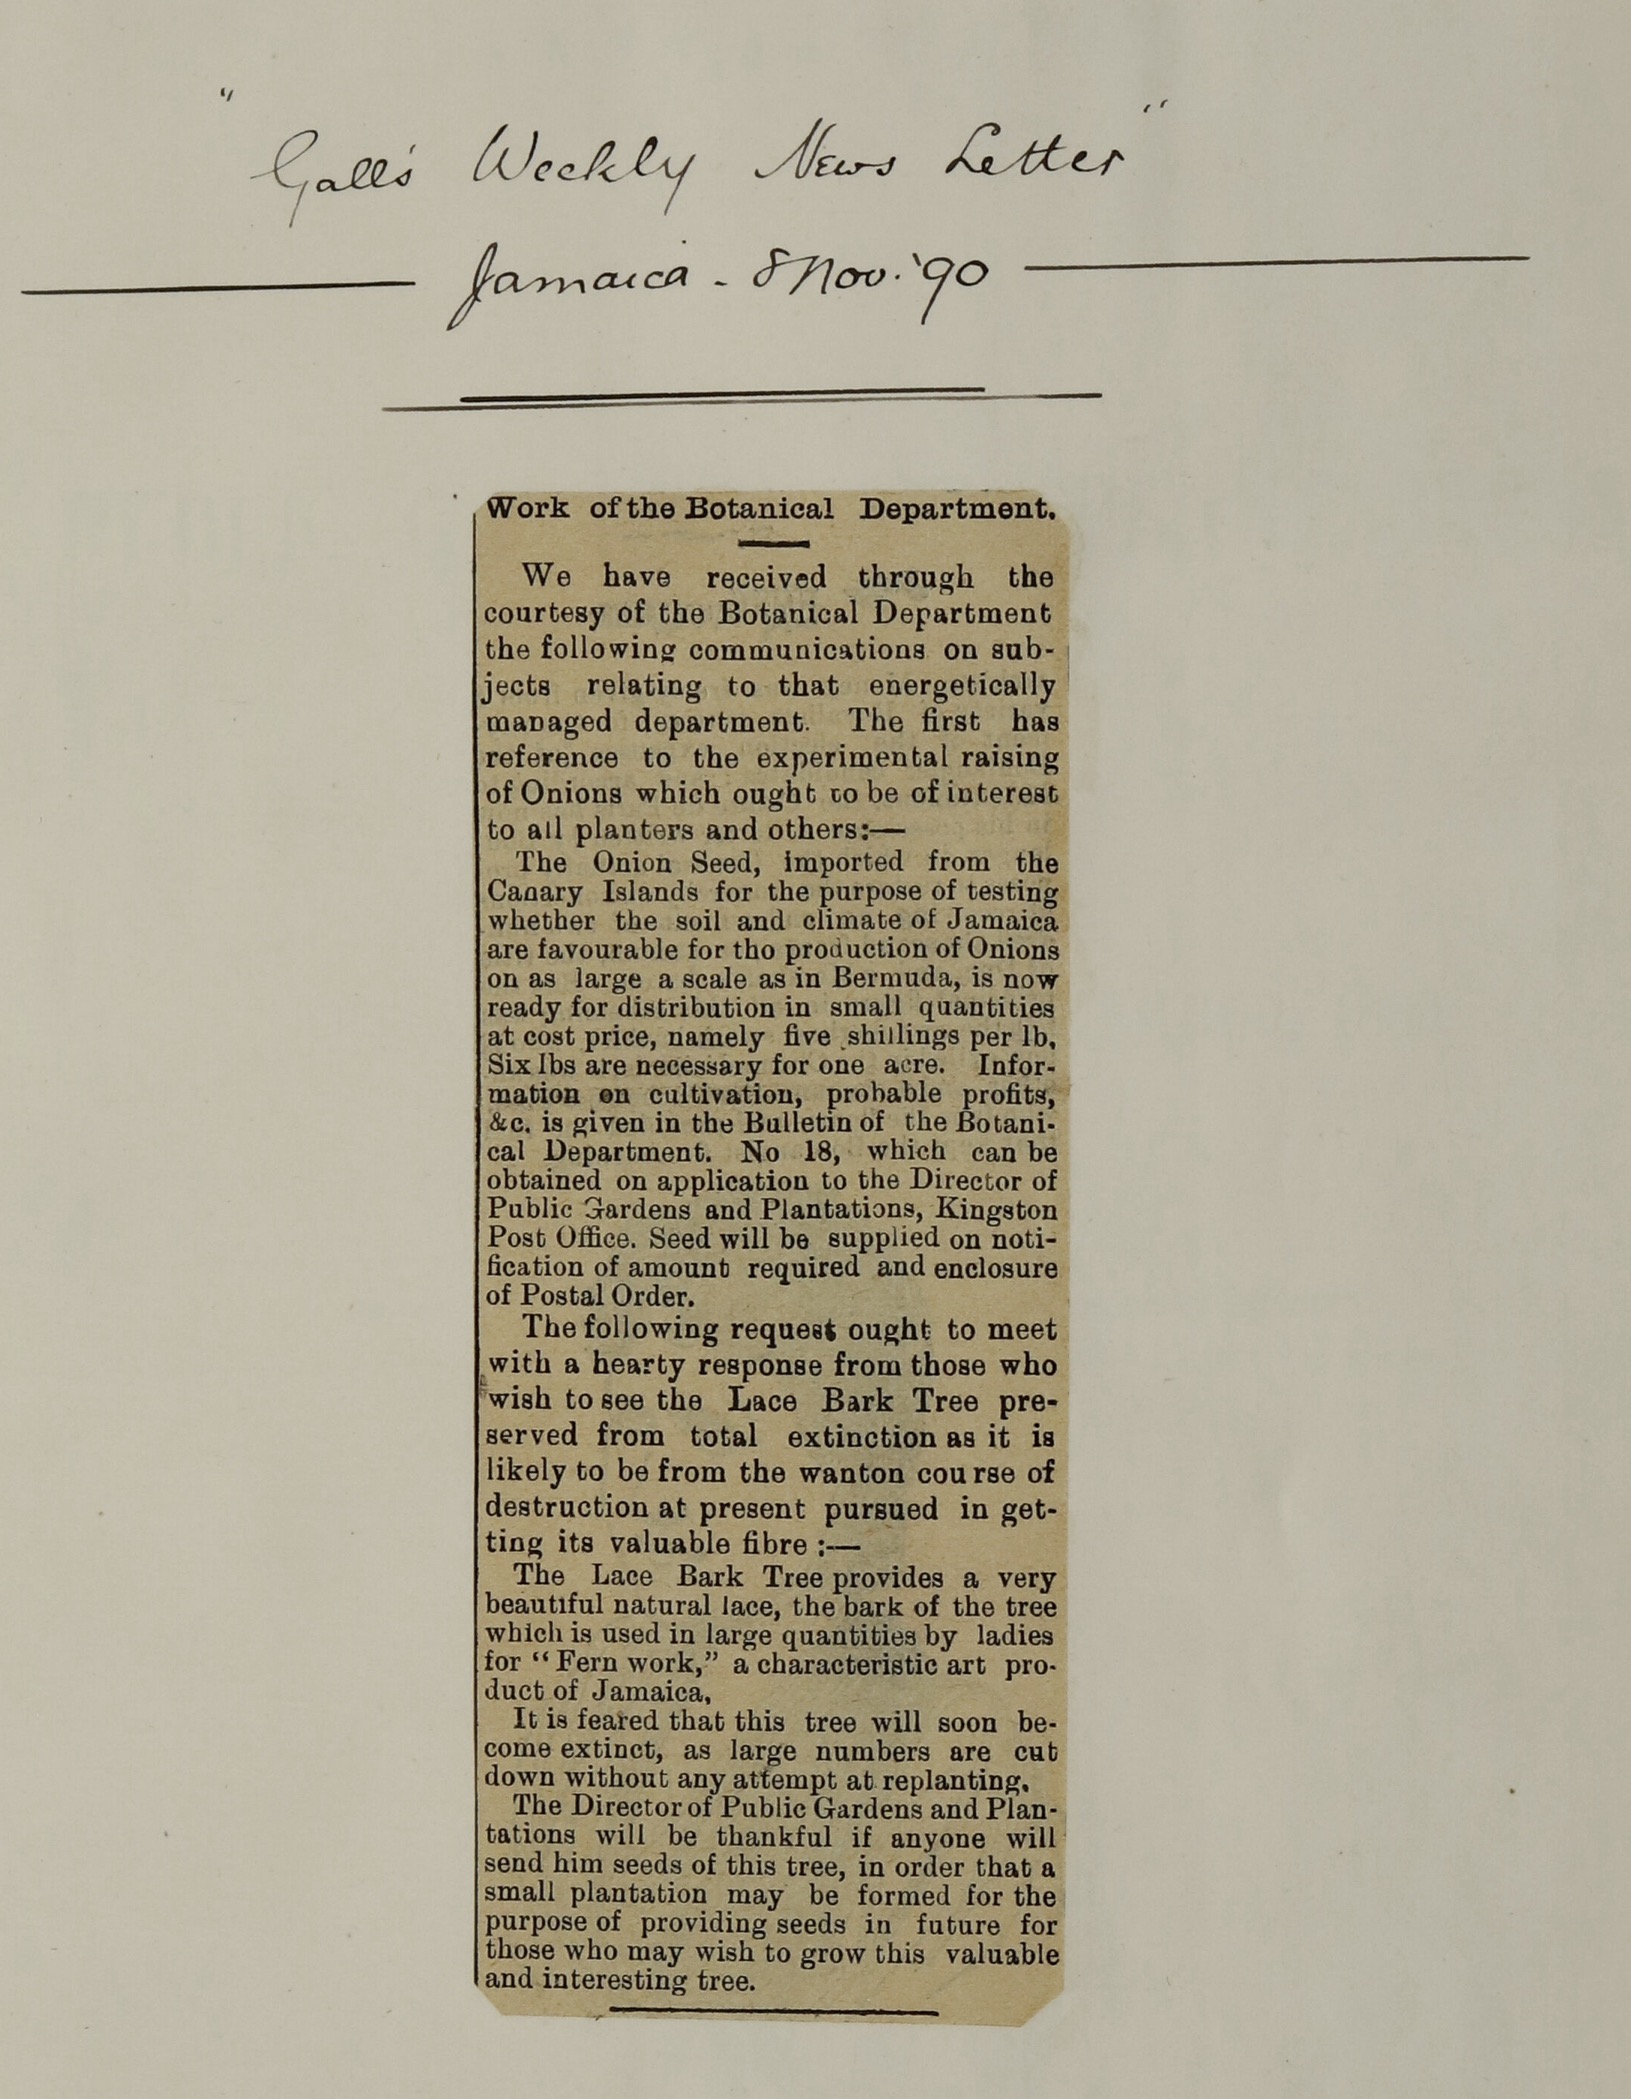 "Gall's Weekly News Letter"
Jamaica - 8 Nov. '90
Work of the Botanical Department.
We have received through the
courtesy of the Botanical Department
the following communications on sub-
jects relating to that energetically
managed department. The first has
reference to the experimental raising
of Onions which ought to be of interest
to all planters and others:—
The Onion Seed, imported from the
Canary Islands for the purpose of testing
whether the soil and climate of Jamaica
are favourable for tho production of Onions
on as large a scale as in Bermuda, is now
ready for distribution in small quantities
at cost price, namely five shillings per lb.
Six lbs are necessary for one acre. Infor-
mation on cultivation, probable profits,
&c. is given in the Bulletin of the Botani-
cal Department. No 18, which can be
obtained on application to the Director of
Public Gardens and Plantations, Kingston
Post Office. Seed will be supplied on noti-
fication of amount required and enclosure
of Postal Order.
The following request ought to meet
with a hearty response from those who
wish to see the Lace Bark Tree pre-
served from total extinction as it is
likely to be from the wanton course of
destruction at present pursued in get-
ting its valuable fibre :—
The Lace Bark Tree provides a very
beautiful natural lace, the bark of the tree
which is used in large quantities by ladies
for "Fern work," a characteristic art pro-
duct of Jamaica.
It is feared that this tree will soon be-
come extinct, as large numbers are cut
down without any attempt at replanting.
The Director of Public Gardens and Plan-
tations will be thankful if anyone will
send him seeds of this tree, in order that a
small plantation may be formed for the
purpose of providing seeds in future for
those who may wish to grow this valuable
and interesting tree.